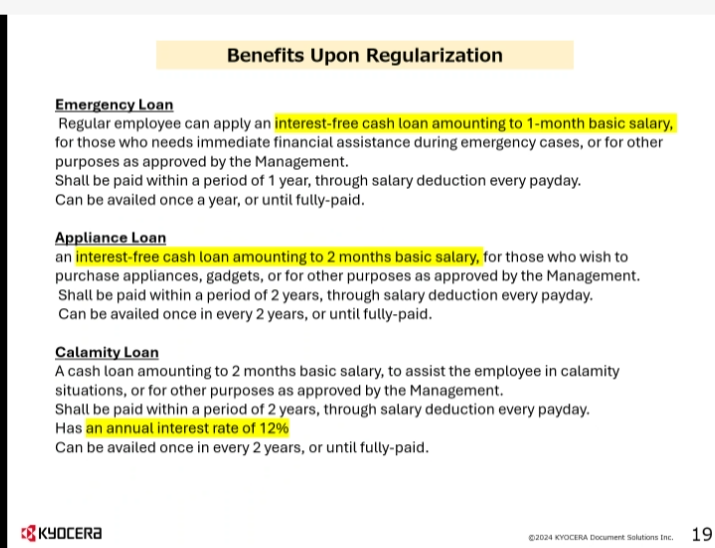 Benefits Upon Regularization
Emergency Loan
Regular employee can apply an interest-free cash loan amounting to 1-month basic salary,
for those who needs immediate financial assistance during emergency cases, or for other
purposes as approved by the Management.
Shall be paid within a period of 1 year, through salary deduction every payday.
Can be availed once a year, or until fully-paid.
Appliance Loan
an interest-free cash loan amounting to 2 months basic salary, for those who wish to
purchase appliances, gadgets, or for other purposes as approved by the Management.
Shall be paid within a period of 2 years, through salary deduction every payday.
Can be availed once in every 2 years, or until fully-paid.
Calamity Loan
A cash loan amounting to 2 months basic salary, to assist the employee in calamity
situations, or for other purposes as approved by the Management.
Shall be paid within a period of 2 years, through salary deduction every payday.
Has an annual interest rate of 12%
Can be availed once in every 2 years, or until fully-paid.
KYOCERA
©2024 KYOCERA Document Solutions Inc. 19